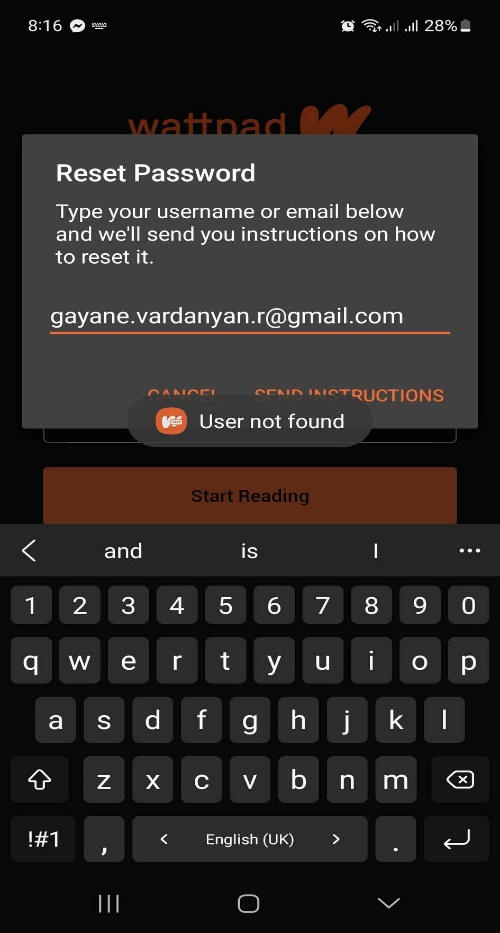 8:16
28%
wattpad
Reset Password
Type your username or email below
and we'll send you instructions on how
to reset it.
gayane.vardanyan.r@gmail.com
CANCEL SEND INSTRUCTIONS
User not found
Start Reading
and is I
1 2 3 4 5 6 7 8 9 0
q w e r t y u i o p
a s d f g h j k l
z x c v b n m
!#1 , < English (UK) > .